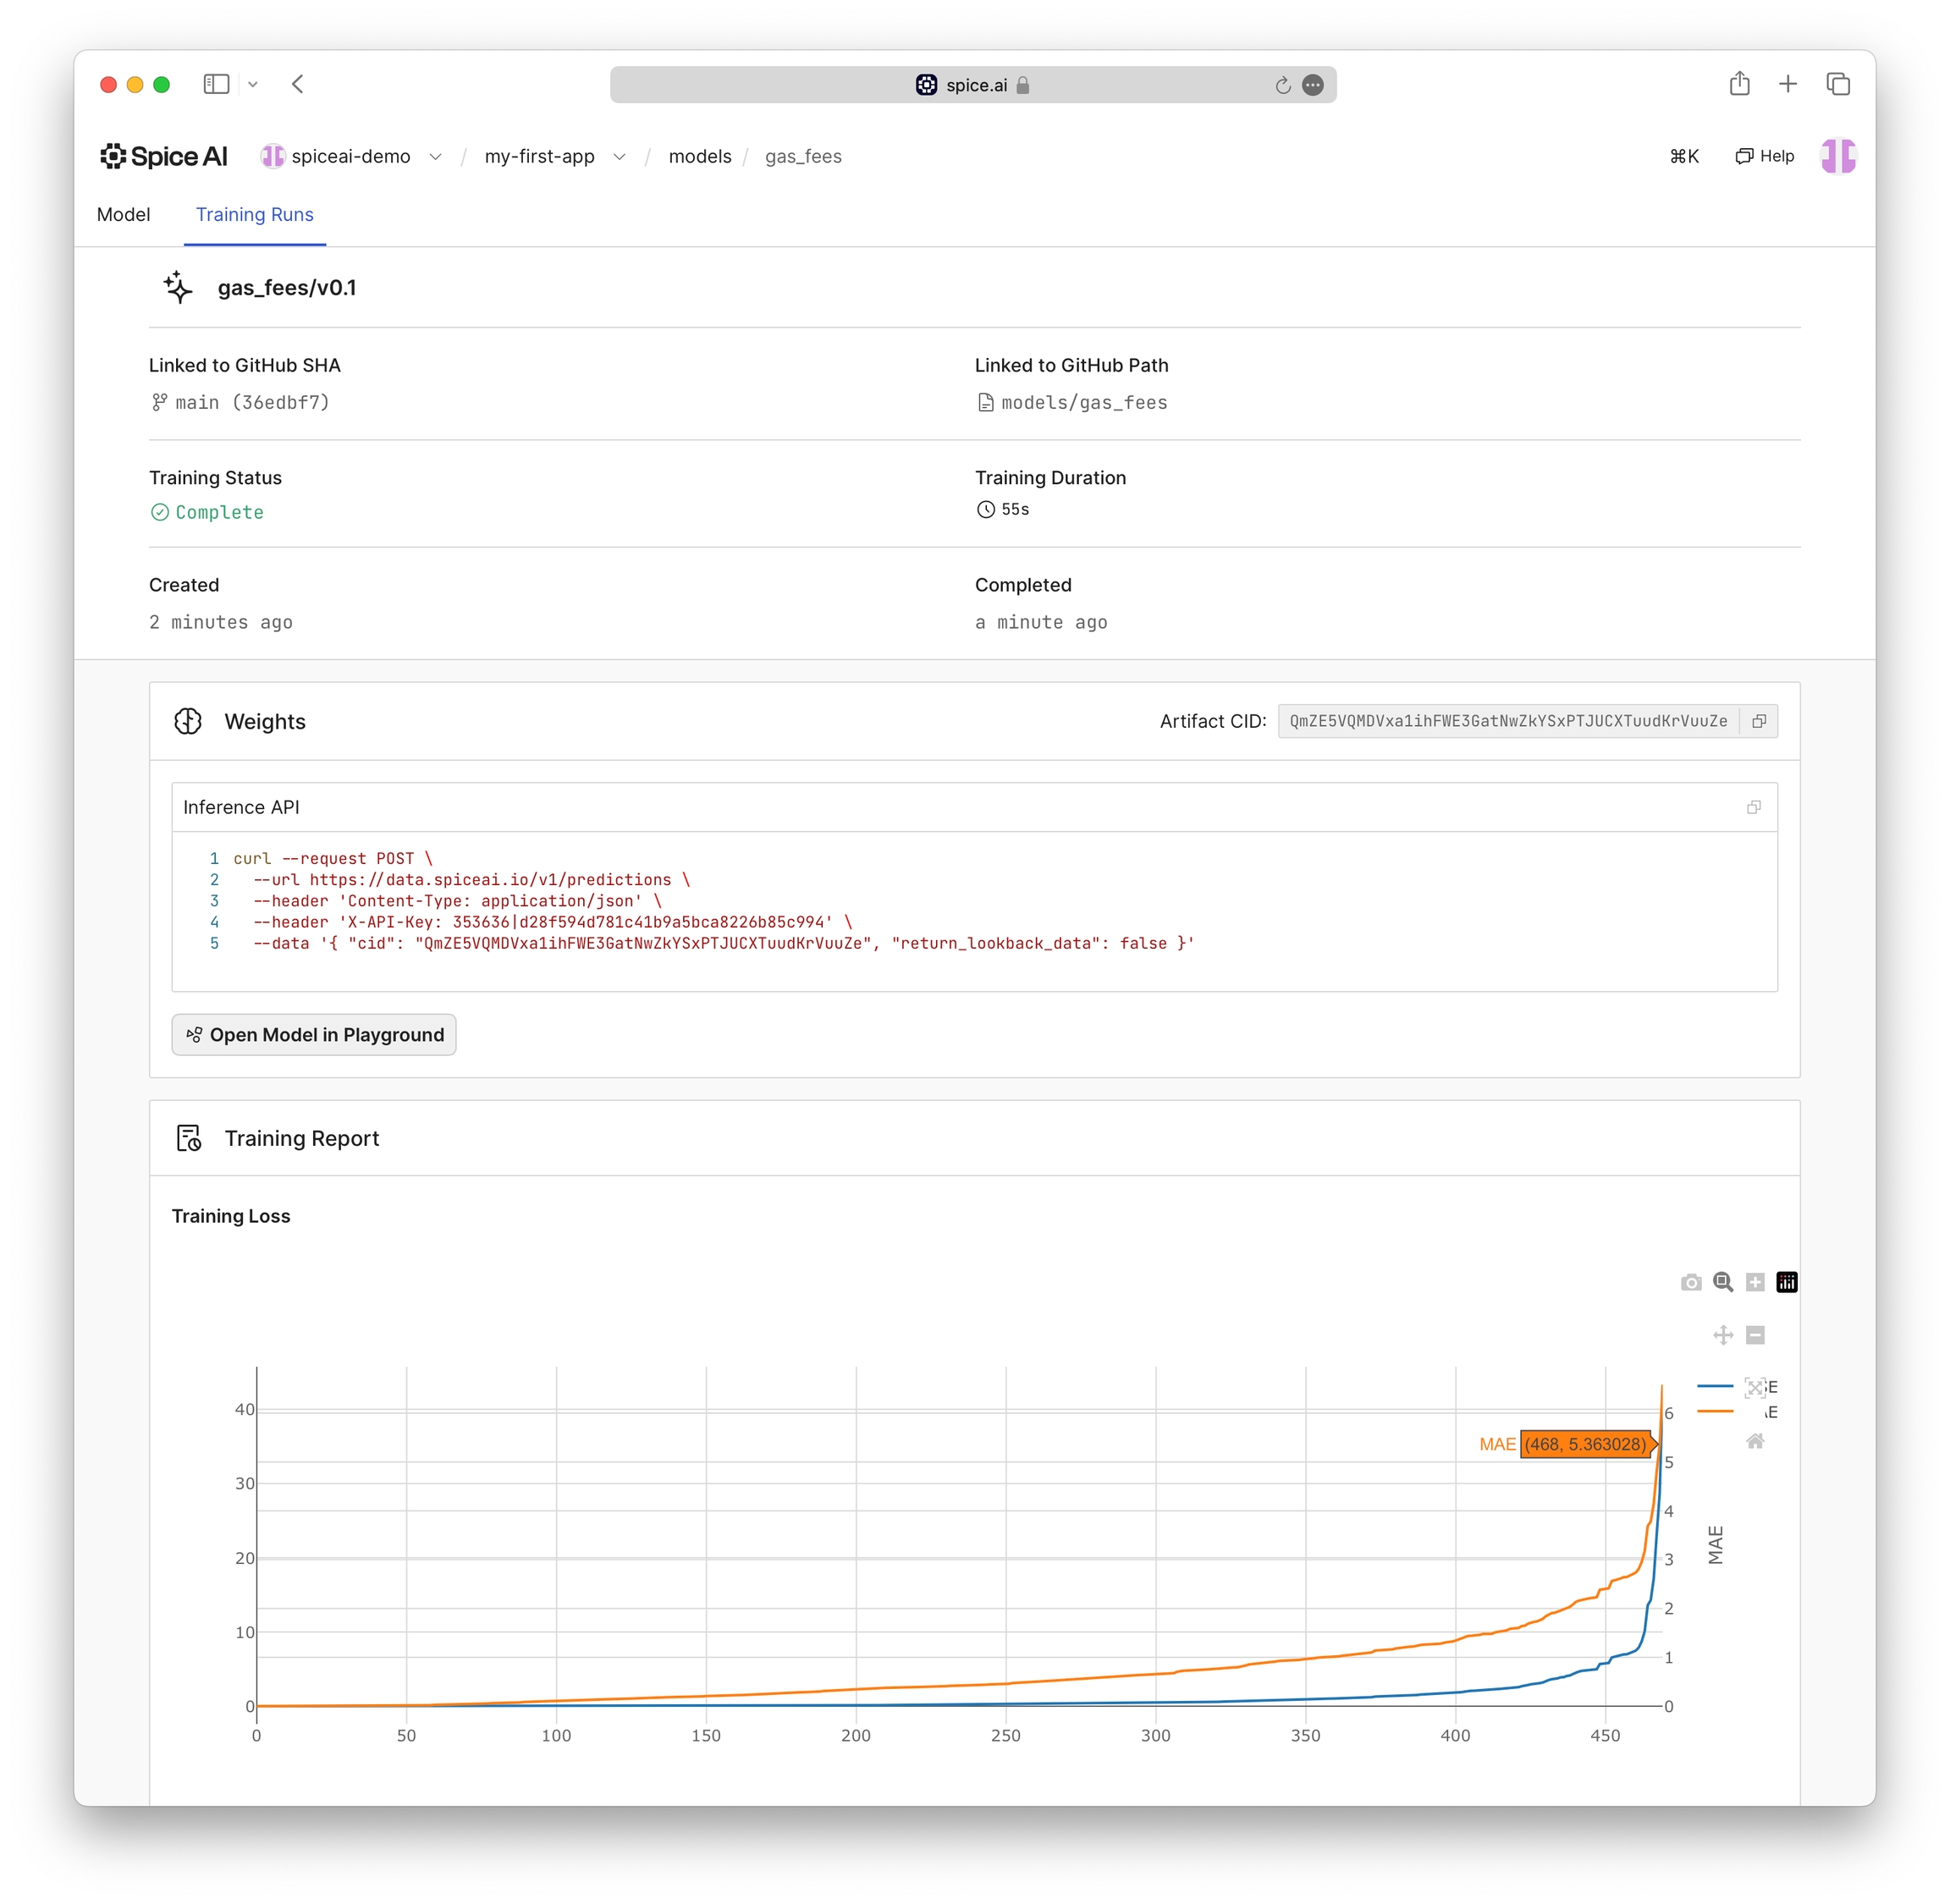 spice.ai
Spice AI spiceai-demo / my-first-app / models / gas_fees ⌘K Help
Model Training Runs
gas_fees/v0.1
Linked to GitHub SHA Linked to GitHub Path
main (36edbf7) models/gas_fees
Training Status Training Duration
Complete 55s
Created Completed
2 minutes ago a minute ago
Weights Artifact CID: QmZE5VQMDVxa1ihFWE3GatNwZkYSxPTJUCXTuudKrVuuZe
Inference API
1 curl --request POST \
2 --url https://data.spiceai.io/v1/predictions \
3 --header 'Content-Type: application/json' \
4 --header 'X-API-Key: 353636|d28f594d781c41b9a5bca8226b85c994' \
5 --data '{ "cid": "QmZE5VQMDVxa1ihFWE3GatNwZkYSxPTJUCXTuudKrVuuZe", "return_lookback_data": false }'
Open Model in Playground
Training Report
Training Loss
40
30
20
10
0
MAE (468, 5.363028)
6
5
4
3
2
1
0
MAE
0 50 100 150 200 250 300 350 400 450